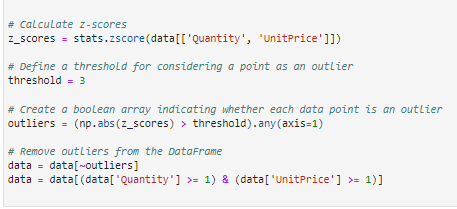 # Calculate z-scores
z_scores = stats.zscore(data[['Quantity', 'UnitPrice']])
# Define a threshold for considering a point as an outlier
threshold = 3
# Create a boolean array indicating whether each data point is an outlier
outliers = (np.abs(z_scores) > threshold).any(axis=1)
# Remove outliers from the DataFrame
data = data[~outliers]
data = data[(data['Quantity'] >= 1) & (data['UnitPrice'] >= 1)]